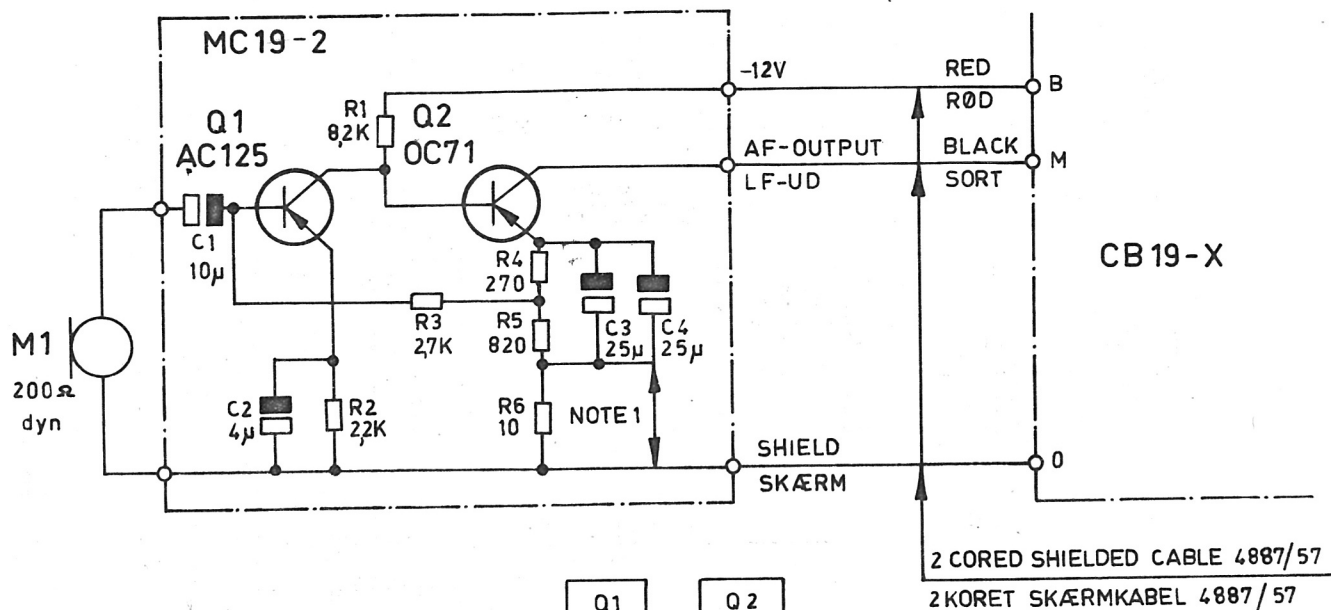 MC19-2
-12V
RED
RØD
B
R1
8,2K
Q1
AC125
Q2
OC71
AF-OUTPUT
LF-UD
BLACK
SORT
M
C1
10µ
R4
270
CB19-X
R3
2,7K
R5
820
C3
25µ
C4
25µ
M1
200Ω
dyn
C2
4µ
R2
2,2K
R6
10
NOTE 1
SHIELD
SKÆRM
0
2 CORED SHIELDED CABLE 4887/57
2 KORET SKÆRMKABEL 4887/57
Q1
Q2